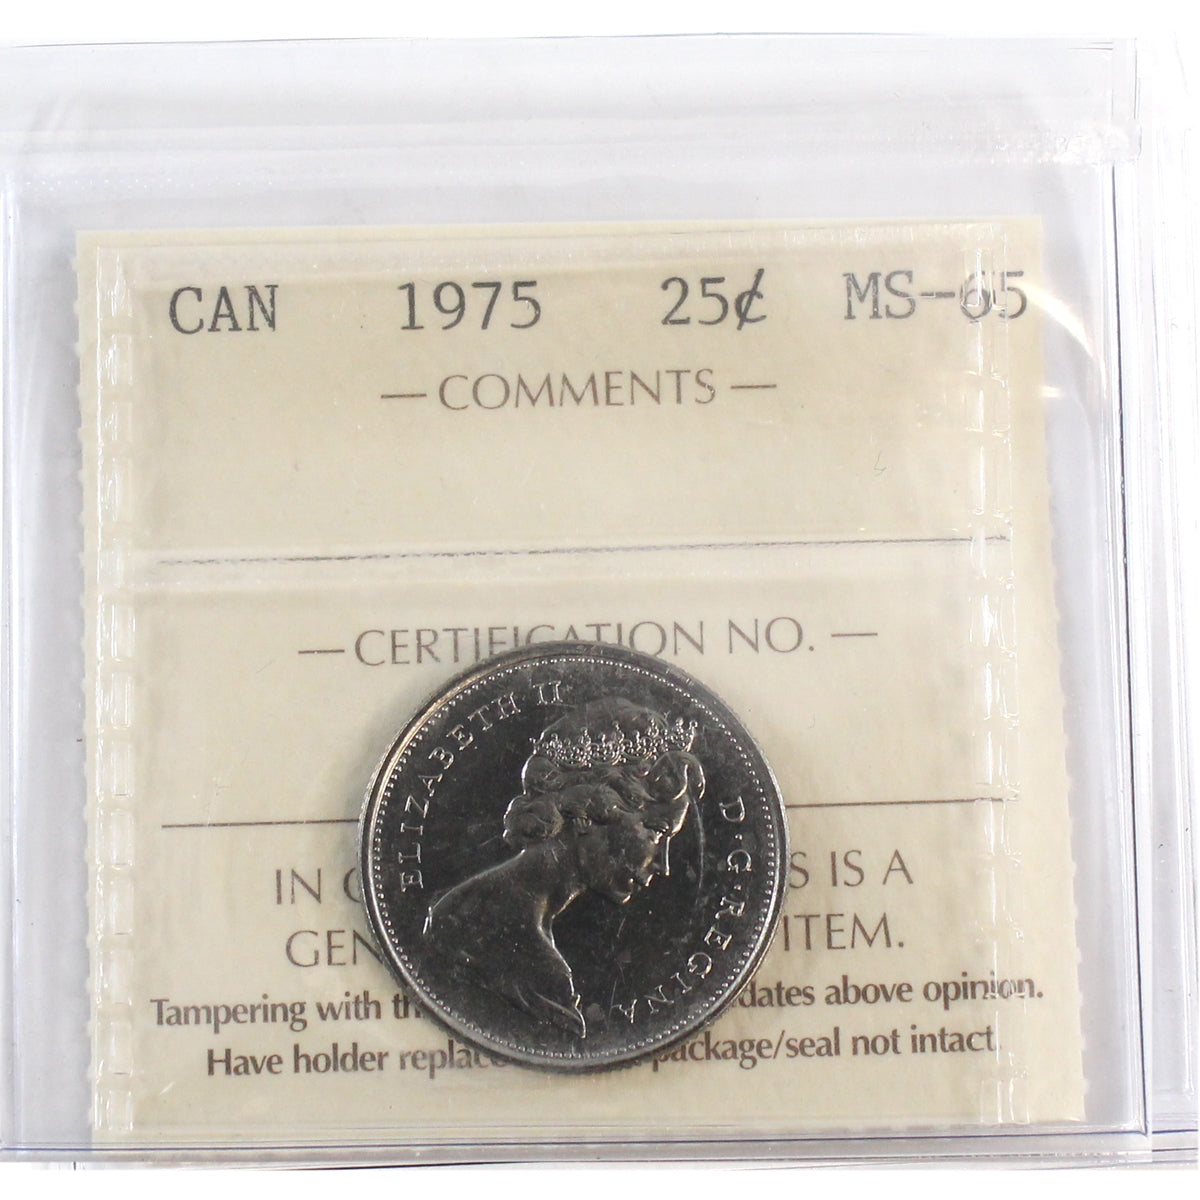 CAN 1975 25¢ MS-65
— COMMENTS —
— CERTIFICATION NO. —
ELIZABETH II D·G·REGINA
IN S IS A
GEN ITEM.
Tampering with th dates above opinion.
Have holder replac package/seal not intact.